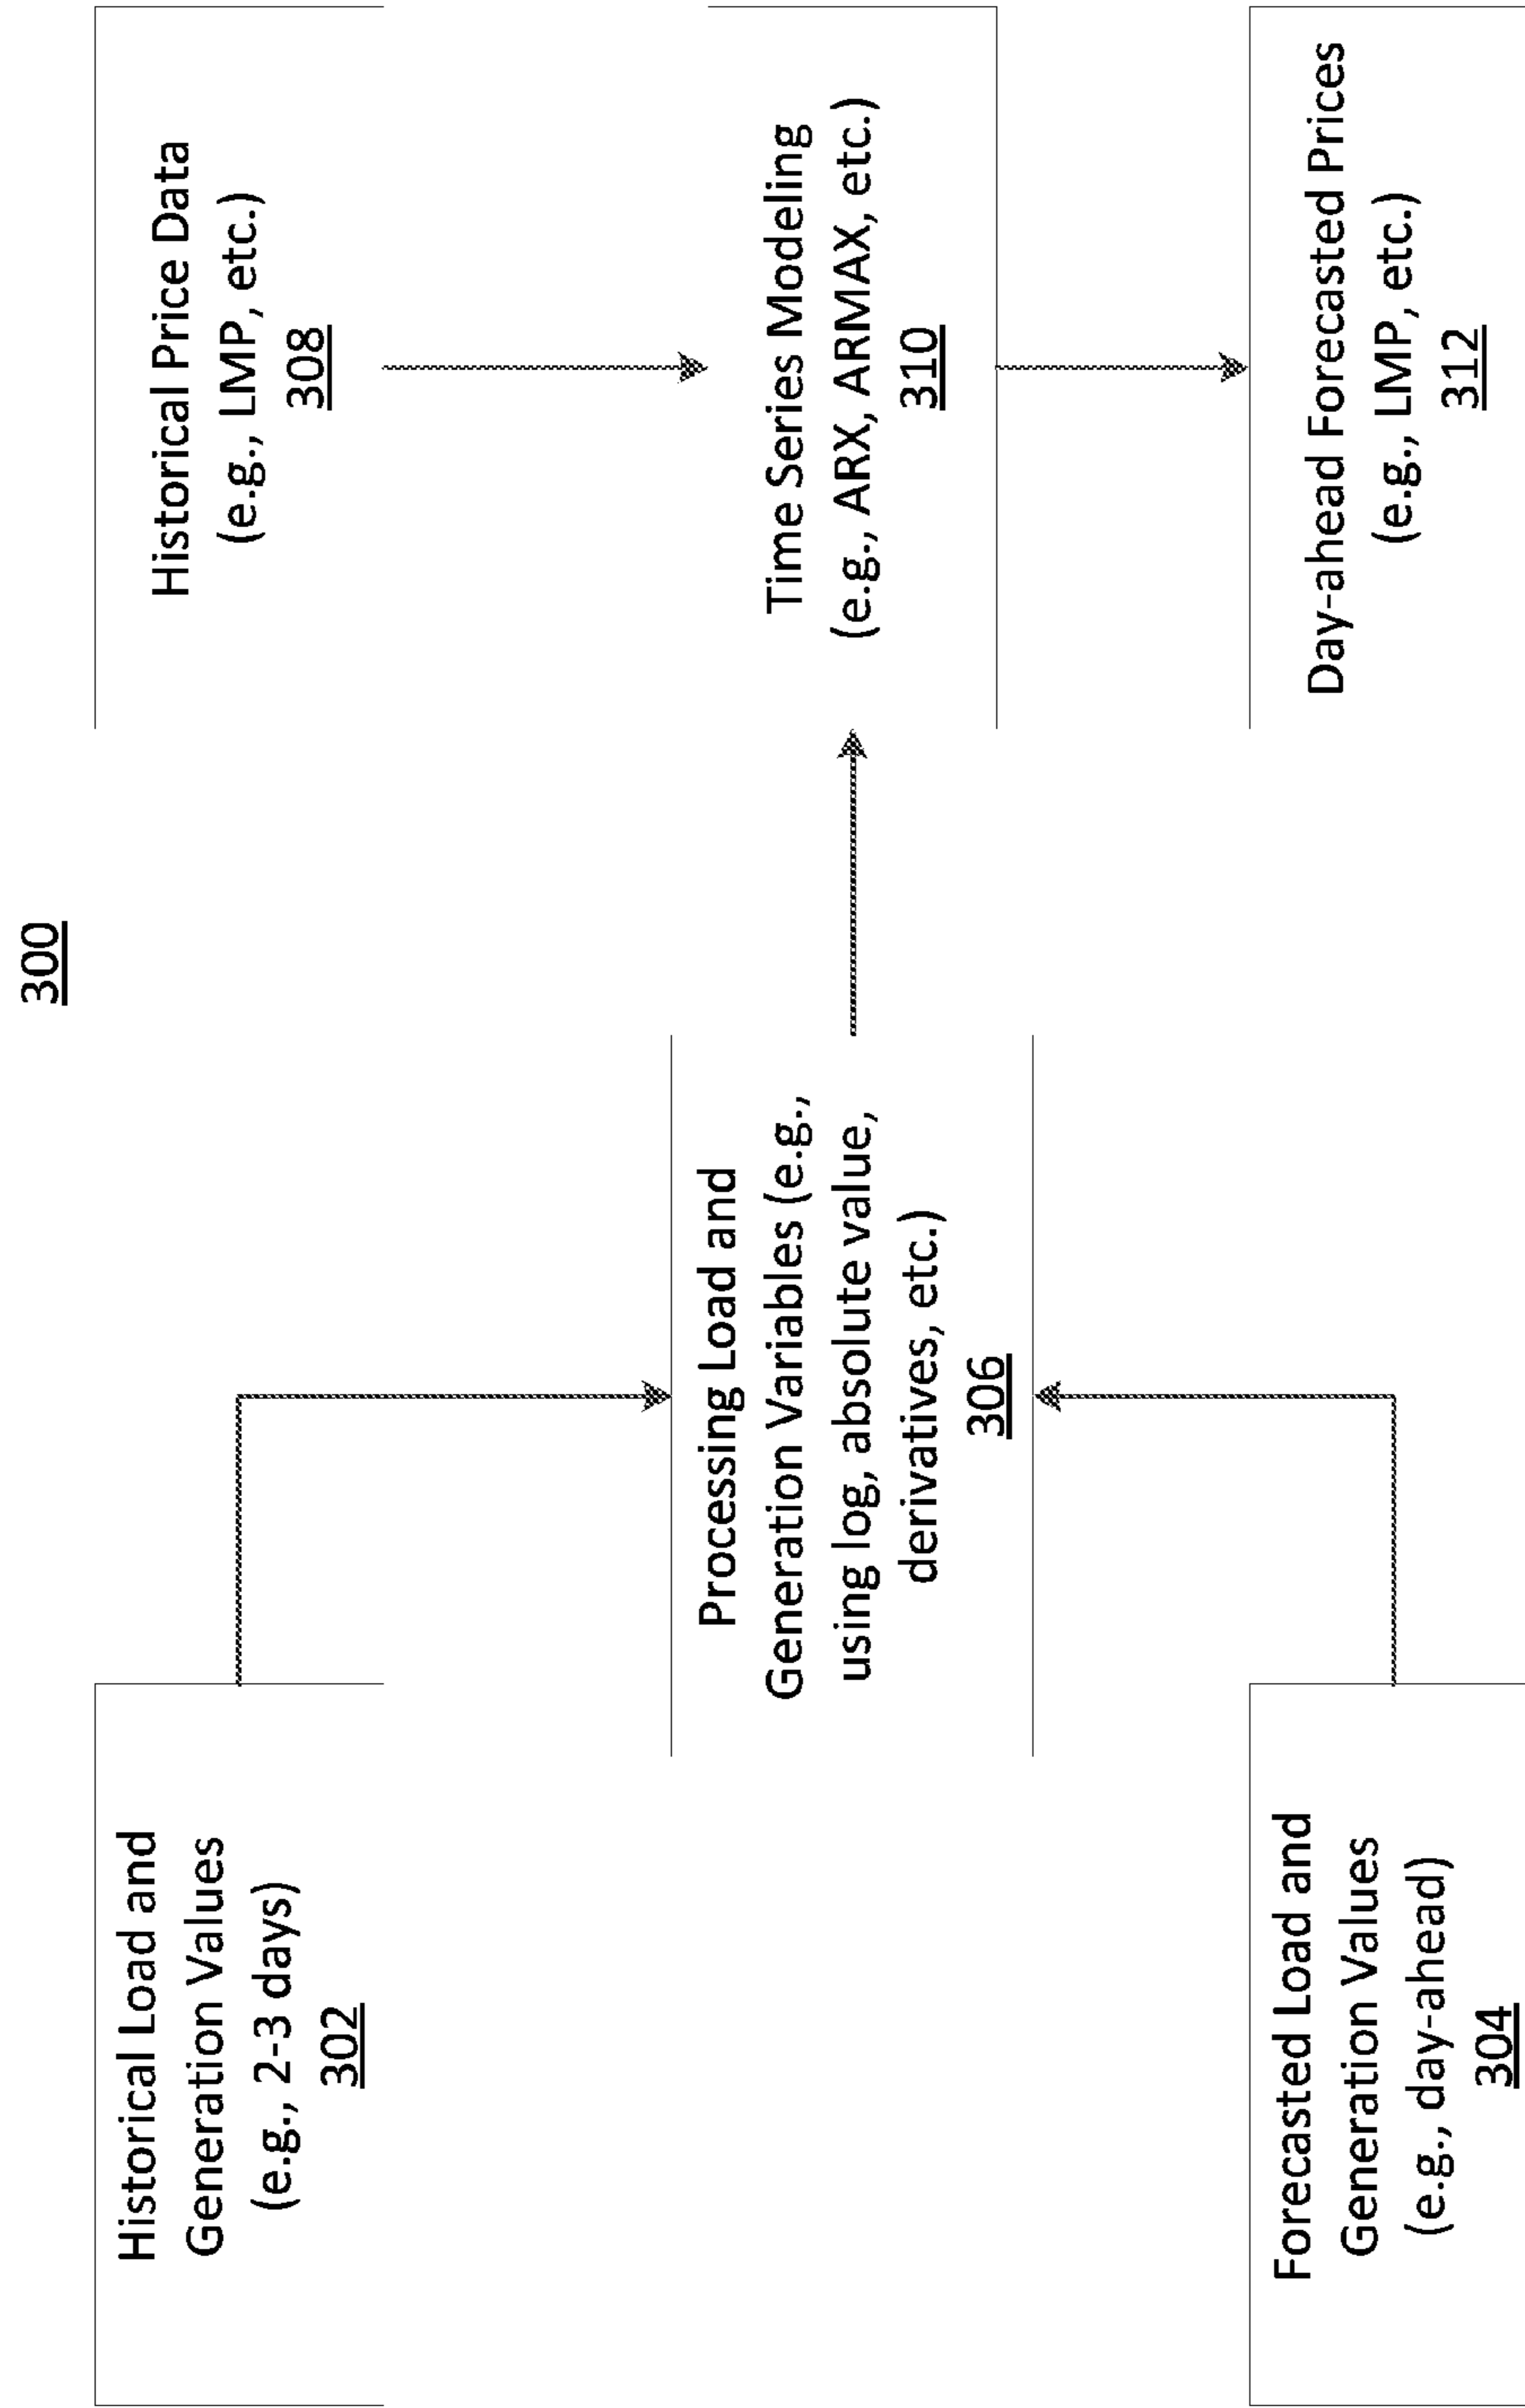 300
Historical Load and
Generation Values
(e.g., 2-3 days)
302
Forecasted Load and
Generation Values
(e.g., day-ahead)
304
Processing Load and
Generation Variables (e.g.,
using log, absolute value,
derivatives, etc.)
306
Historical Price Data
(e.g., LMP, etc.)
308
Time Series Modeling
(e.g., ARX, ARMAX, etc.)
310
Day-ahead Forecasted Prices
(e.g., LMP, etc.)
312